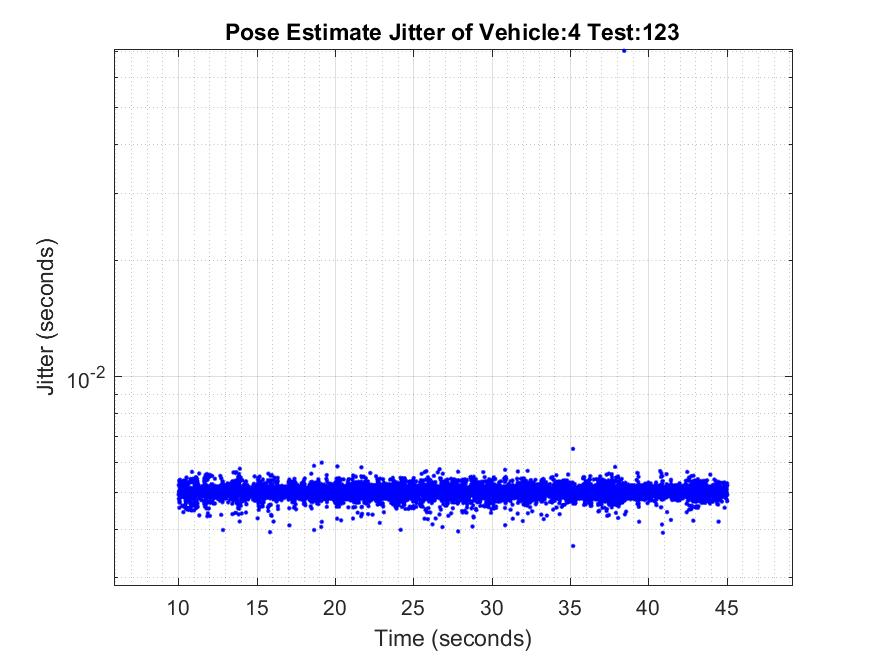 Pose Estimate Jitter of Vehicle:4 Test:123
Jitter (seconds)
10-2
10 15 20 25 30 35 40 45
Time (seconds)